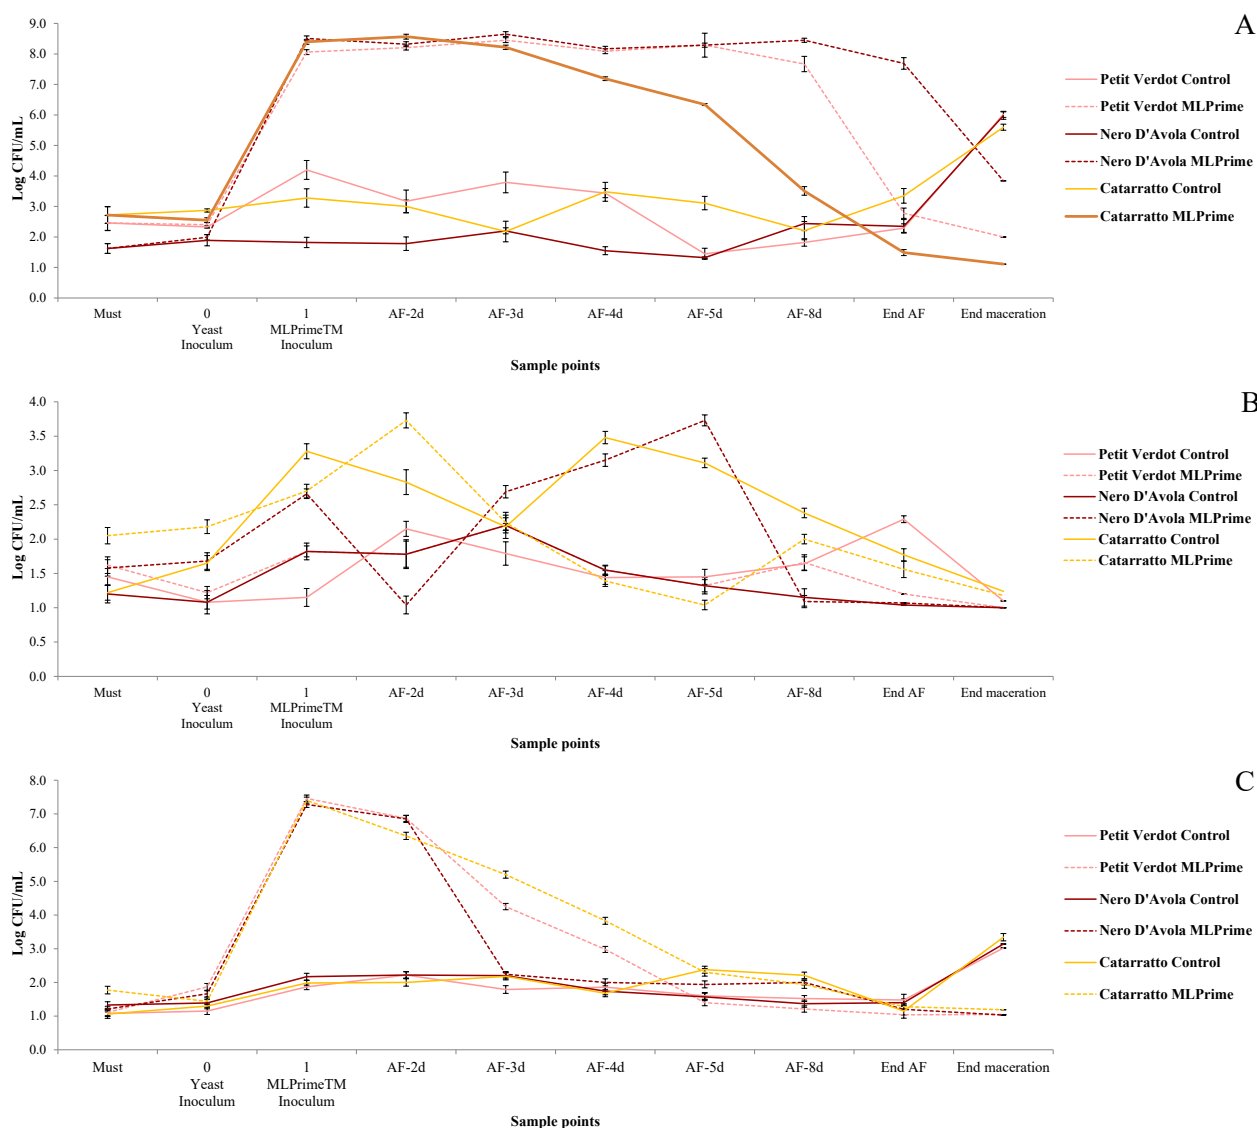 A
9.0
8.0
7.0
6.0
5.0
4.0
3.0
2.0
1.0
0.0
Log CFU/mL
Must
0
Yeast
Inoculum
1
MLPrimeTM
Inoculum
AF-2d
AF-3d
AF-4d
AF-5d
AF-8d
End AF
End maceration
Sample points
Petit Verdot Control
Petit Verdot MLPrime
Nero D'Avola Control
Nero D'Avola MLPrime
Catarratto Control
Catarratto MLPrime
B
4.0
3.5
3.0
2.5
2.0
1.5
1.0
0.5
0.0
Log CFU/mL
Must
0
Yeast
Inoculum
1
MLPrimeTM
Inoculum
AF-2d
AF-3d
AF-4d
AF-5d
AF-8d
End AF
End maceration
Sample points
Petit Verdot Control
Petit Verdot MLPrime
Nero D'Avola Control
Nero D'Avola MLPrime
Catarratto Control
Catarratto MLPrime
C
8.0
7.0
6.0
5.0
4.0
3.0
2.0
1.0
0.0
Log CFU/mL
Must
0
Yeast
Inoculum
1
MLPrimeTM
Inoculum
AF-2d
AF-3d
AF-4d
AF-5d
AF-8d
End AF
End maceration
Sample points
Petit Verdot Control
Petit Verdot MLPrime
Nero D'Avola Control
Nero D'Avola MLPrime
Catarratto Control
Catarratto MLPrime